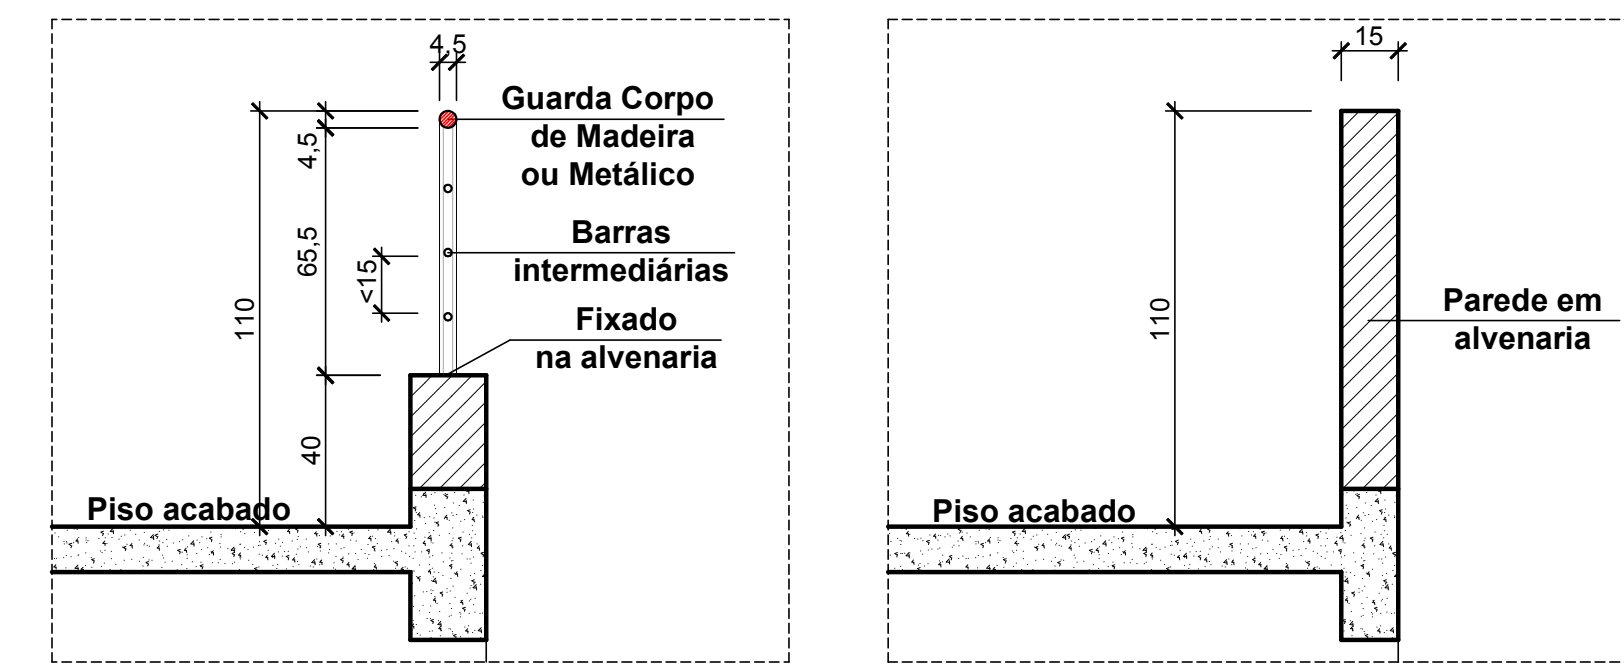 4,5
Guarda Corpo
de Madeira
ou Metálico
4,5
65,5
Barras
intermediárias
<15
110
Fixado
na alvenaria
40
Piso acabado
15
110
Parede em
alvenaria
Piso acabado